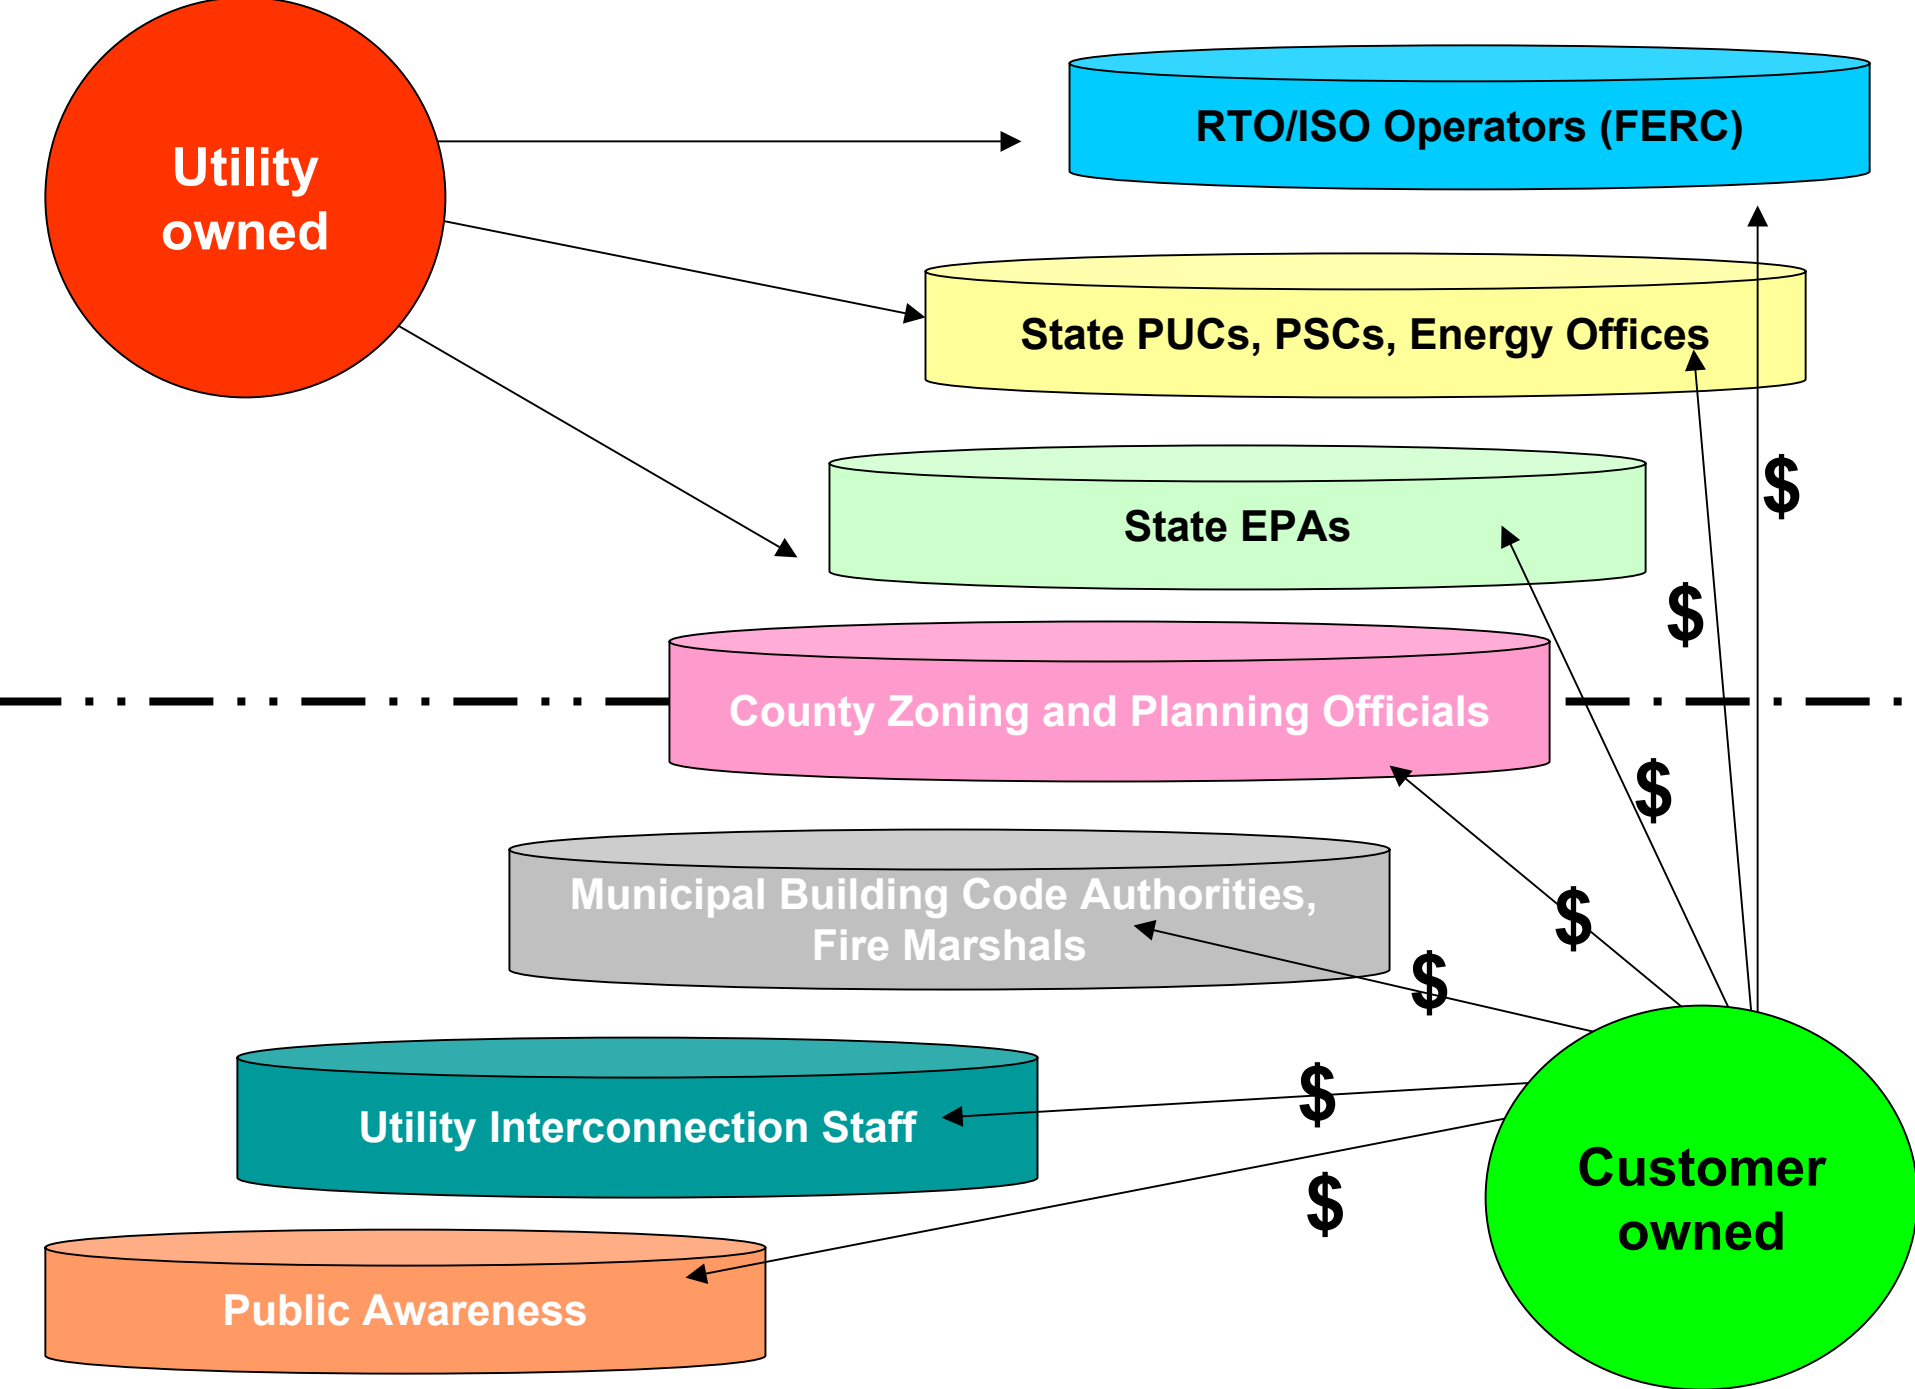 Utility
owned
RTO/ISO Operators (FERC)
State PUCs, PSCs, Energy Offices
$
State EPAs
$
County Zoning and Planning Officials
$
Municipal Building Code Authorities,
Fire Marshals
$
$
Utility Interconnection Staff
$
Customer
owned
$
Public Awareness